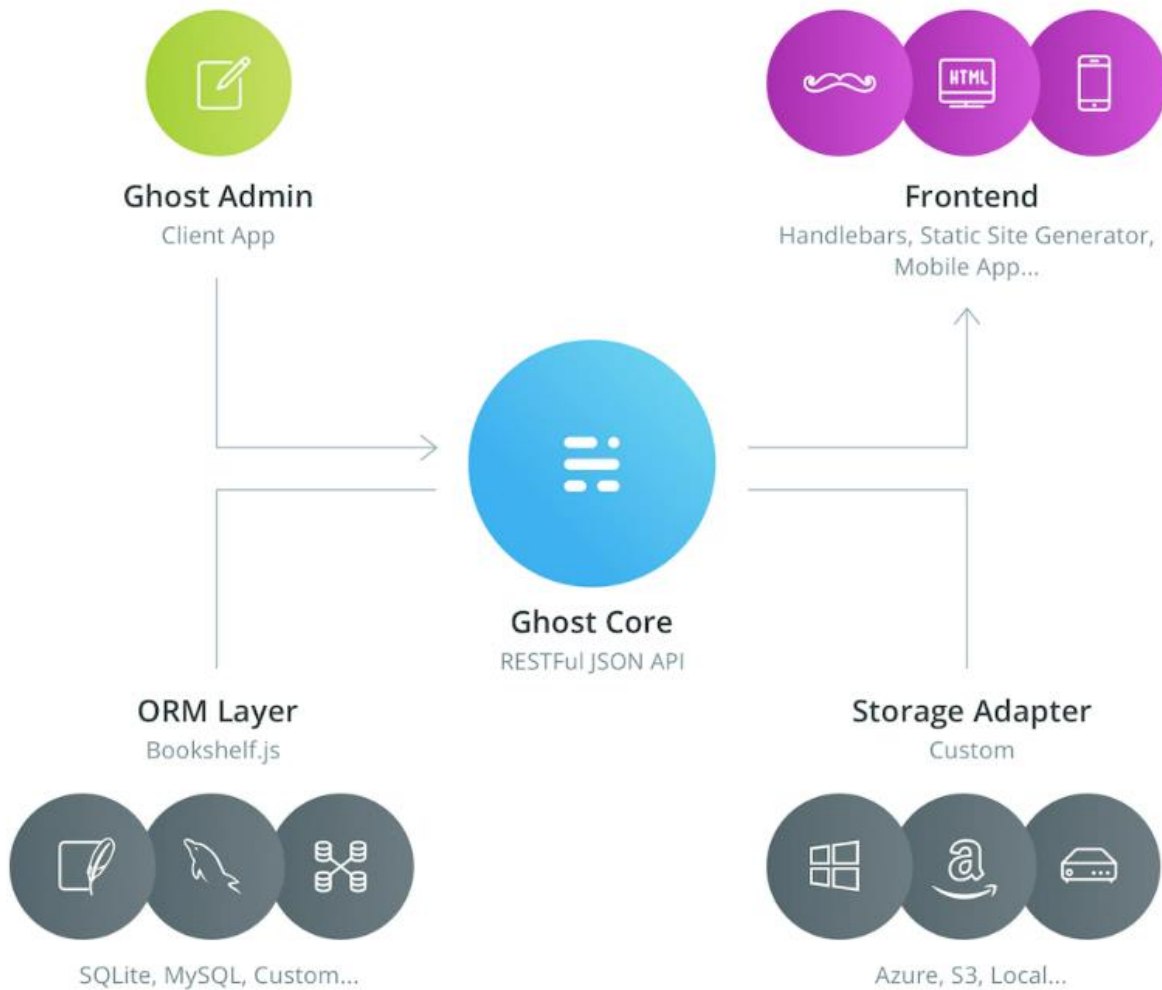 Ghost Admin
Client App
HTML
Frontend
Handlebars, Static Site Generator,
Mobile App...
Ghost Core
RESTFul JSON API
ORM Layer
Bookshelf.js
SQLite, MySQL, Custom...
Storage Adapter
Custom
a
Azure, S3, Local...